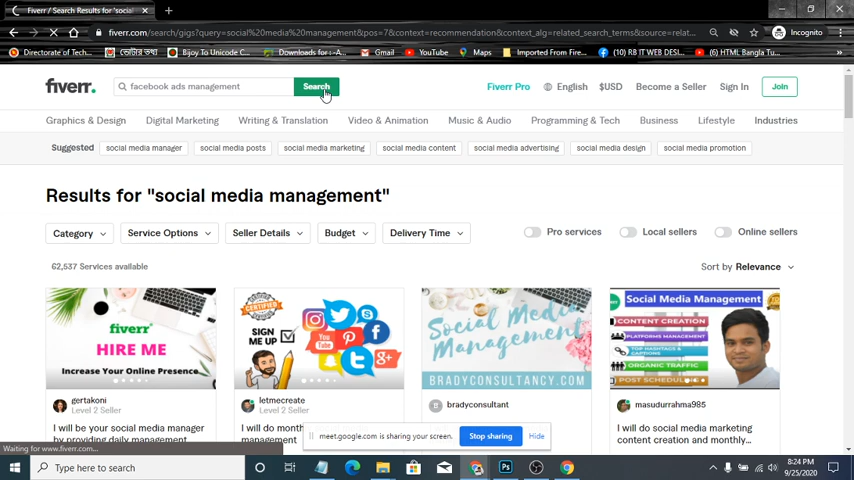 Fiverr / Search Results for 'social
fiverr.com/search/gigs?query=social%20media%20management&pos=7&context=recommendation&context_alg=related_search_terms&source=relat...
Incognito
Directorate of Tech...
Bijoy To Unicode C...
Downloads for :-A...
Gmail
YouTube
Maps
Imported From Fire...
(10) RB IT WEB DESI...
(6) HTML Bangla Tu...
fiverr.
facebook ads management
Search
Fiverr Pro
English
$USD
Become a Seller
Sign In
Join
Graphics & Design
Digital Marketing
Writing & Translation
Video & Animation
Music & Audio
Programming & Tech
Business
Lifestyle
Industries
Suggested
social media manager
social media posts
social media marketing
social media content
social media advertising
social media design
social media promotion
Results for "social media management"
Category
Service Options
Seller Details
Budget
Delivery Time
Pro services
Local sellers
Online sellers
62,537 Services available
Sort by Relevance
fiverr
HIRE ME
Increase Your Online Presence
CERTIFIED
SIGN
ME UP
You
Tube
Social Media
Management
BRADYCONSULTANCY.COM
Social Media Management
CONTENT CREATION
PLATFORMS MANAGEMENT
TOP HASHTAGS &
CAPTIONS
ORGANIC TRAFFIC
POST SCHEDULING
gertakoni
Level 2 Seller
letmecreate
Level 2 Seller
bradyconsultant
masudurrahma985
I will be your social media manager
by providing daily management
I will do month
management
I will do social media marketing
content creation and monthly...
meet.google.com is sharing your screen.
Stop sharing
Hide
Waiting for www.fiverr.com...
Type here to search
8:24 PM
9/25/2020